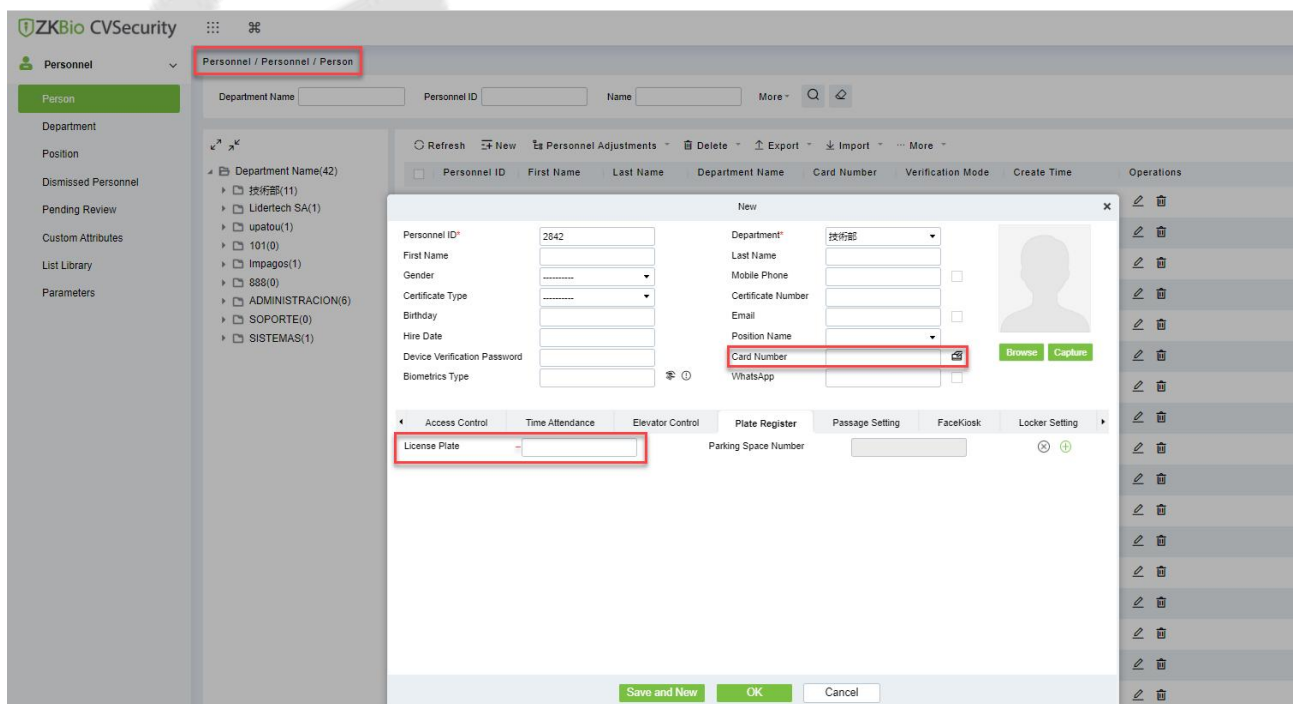 ZKBio CVSecurity
Personnel
Personnel / Personnel / Person
Person
Department Name
Personnel ID
Name
More
Department
Position
Dismissed Personnel
Pending Review
Custom Attributes
List Library
Parameters
Refresh New Personnel Adjustments Delete Export Import ··· More
Department Name(42)
技術部(11)
Lidertech SA(1)
upatou(1)
101(0)
Impagos(1)
888(0)
ADMINISTRACION(6)
SOPORTE(0)
SISTEMAS(1)
Personnel ID First Name Last Name Department Name Card Number Verification Mode Create Time Operations
New
Personnel ID* 2842 Department* 技術部
First Name Last Name
Gender ---------- Mobile Phone
Certificate Type ---------- Certificate Number
Birthday Email
Hire Date Position Name
Device Verification Password Card Number
Biometrics Type WhatsApp
Browse Capture
Access Control Time Attendance Elevator Control Plate Register Passage Setting FaceKiosk Locker Setting
License Plate – Parking Space Number
Save and New OK Cancel